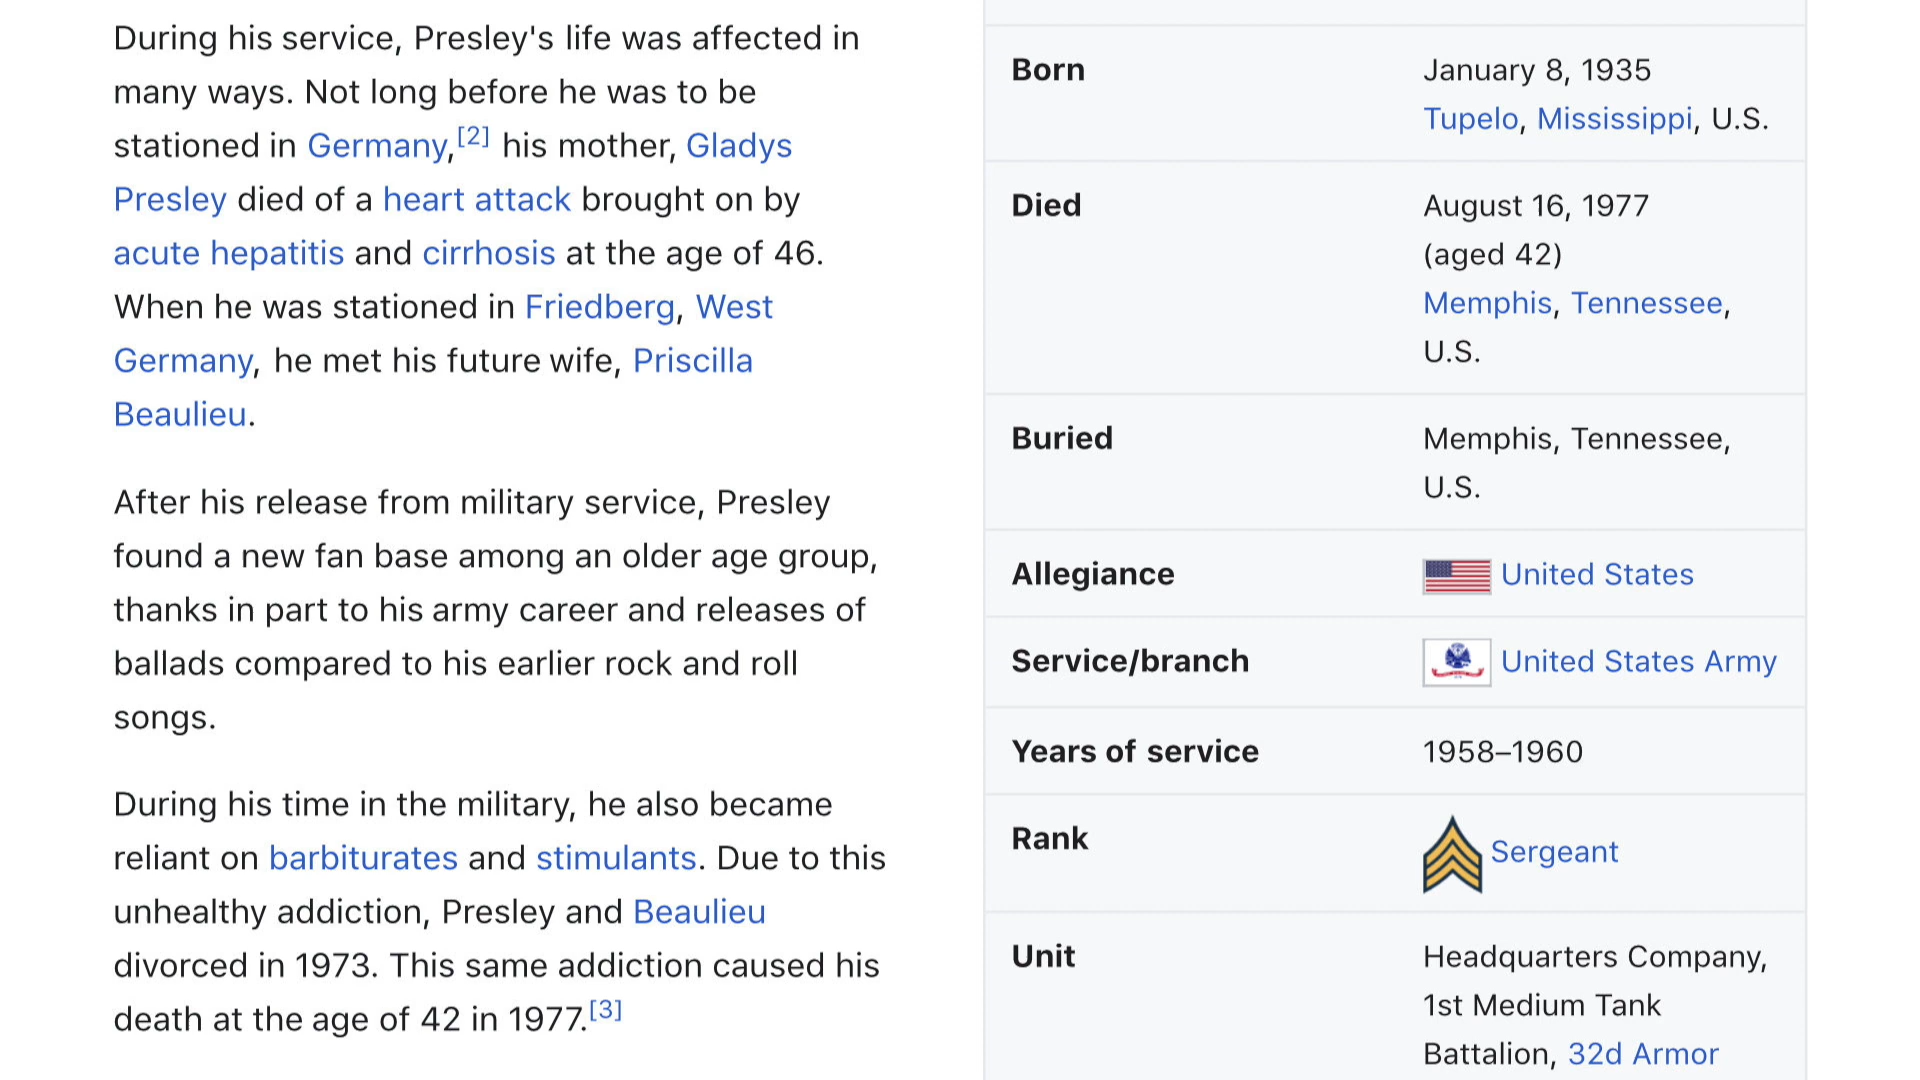 During his service, Presley's life was affected in
many ways. Not long before he was to be
stationed in Germany,[2] his mother, Gladys
Presley died of a heart attack brought on by
acute hepatitis and cirrhosis at the age of 46.
When he was stationed in Friedberg, West
Germany, he met his future wife, Priscilla
Beaulieu.
After his release from military service, Presley
found a new fan base among an older age group,
thanks in part to his army career and releases of
ballads compared to his earlier rock and roll
songs.
During his time in the military, he also became
reliant on barbiturates and stimulants. Due to this
unhealthy addiction, Presley and Beaulieu
divorced in 1973. This same addiction caused his
death at the age of 42 in 1977.[3]
Born January 8, 1935
Tupelo, Mississippi, U.S.
Died August 16, 1977
(aged 42)
Memphis, Tennessee,
U.S.
Buried Memphis, Tennessee,
U.S.
Allegiance United States
Service/branch United States Army
Years of service 1958–1960
Rank Sergeant
Unit Headquarters Company,
1st Medium Tank
Battalion, 32d Armor